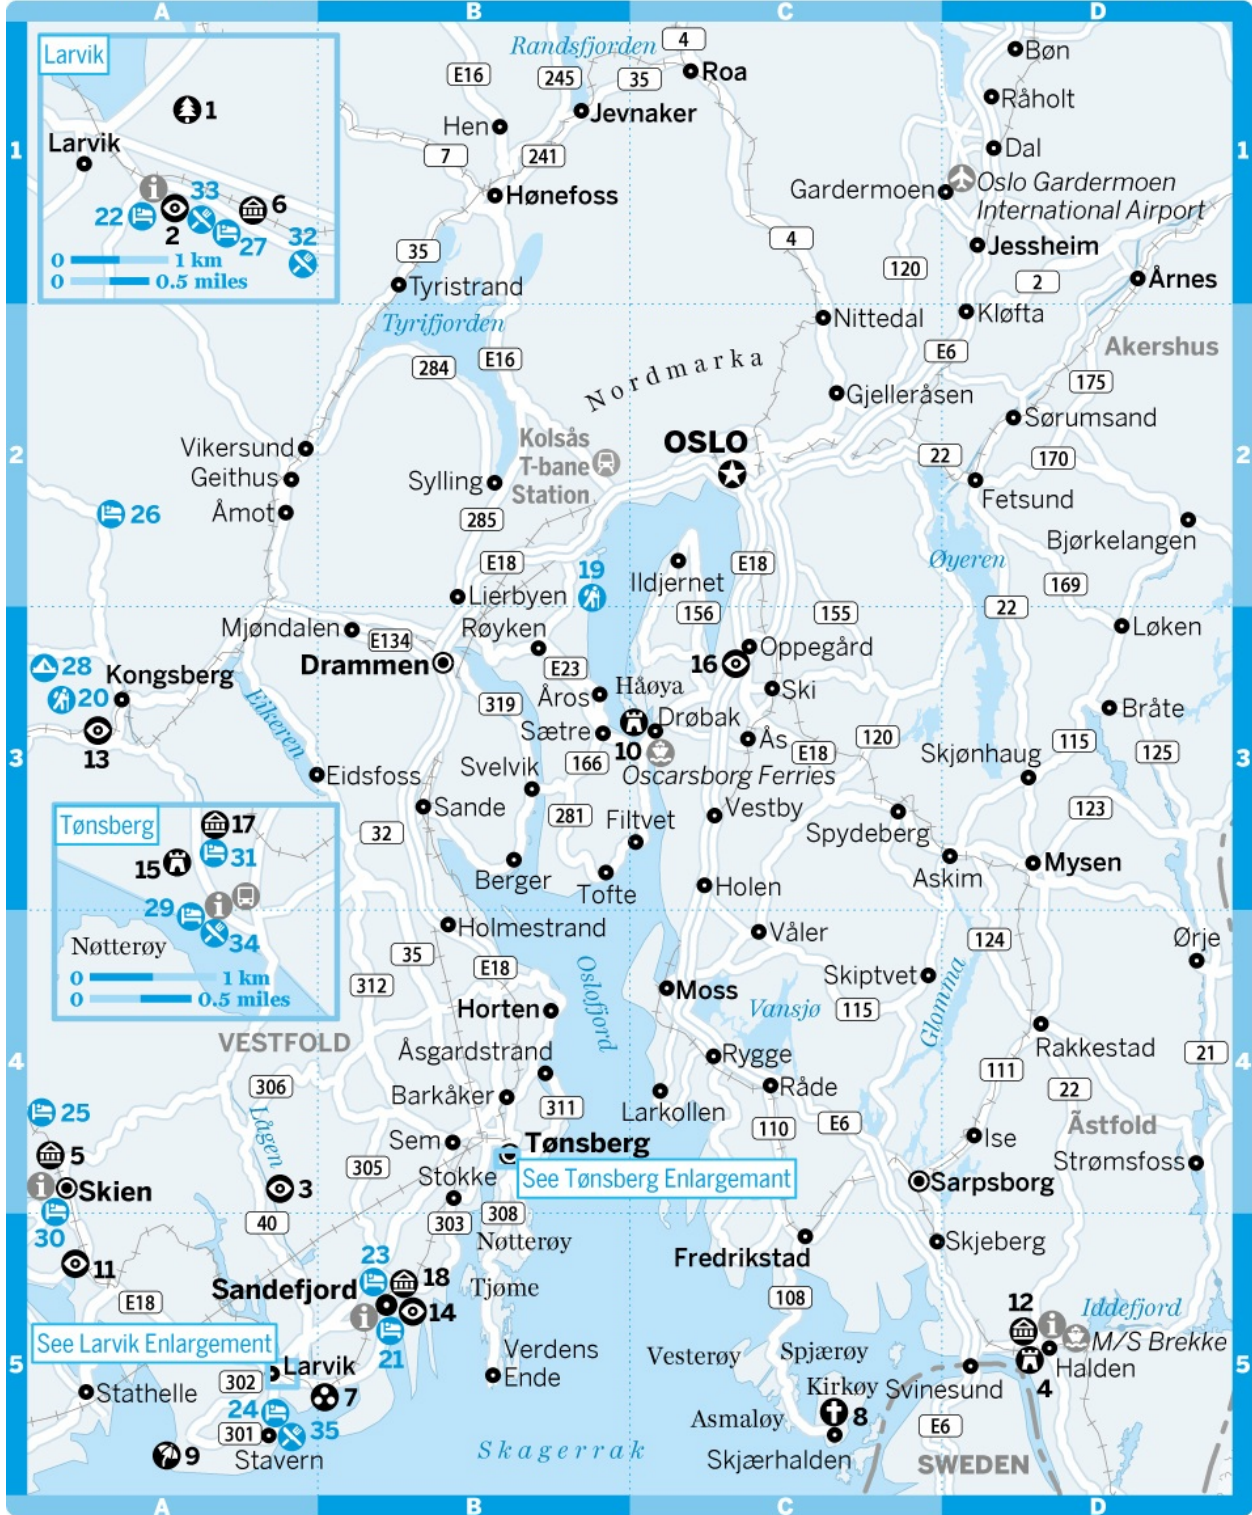 A
B
C
D
1
2
3
4
5
Larvik
1
Larvik
33
6
22
2
27
32
0
1 km
0
0.5 miles
Randsfjorden
4
E16
245
35
Roa
Jevnaker
Hen
7
241
Hønefoss
35
Tyristrand
Tyrifjorden
Bøn
Råholt
Dal
Gardermoen
Oslo Gardermoen
International Airport
Jessheim
4
120
2
Årnes
Nittedal
Kløfta
E6
Akershus
284
E16
Nordmarka
175
Gjelleråsen
Sørumsand
Vikersund
Geithus
Åmot
26
Kolsås
T-bane
Station
OSLO
Sylling
285
22
170
Fetsund
Bjørkelangen
E18
19
Ildjernet
E18
Øyeren
Lierbyen
156
155
22
169
Mjøndalen
E134
Røyken
Drammen
E23
Oppegård
16
Løken
28
Kongsberg
20
13
Eikeren
319
Åros
Håøya
Ski
Sætre
Drøbak
10
Ås
Bråte
Oscarsborg Ferries
166
E18
120
Skjønhaug
115
125
Eidsfoss
Svelvik
Sande
281
Filtvet
Vestby
Spydeberg
123
32
Berger
Tofte
Holen
Askim
Mysen
Tønsberg
17
15
31
29
34
Nøtterøy
0
1 km
0
0.5 miles
Holmestrand
35
E18
312
Oslofjord
Våler
Skiptvet
124
Ørje
Horten
Moss
Vansjø
115
Glomma
VESTFOLD
Åsgardstrand
Rygge
Rakkestad
21
306
Barkåker
311
Larkollen
Råde
111
22
25
Lågen
Sem
110
E6
Ise
Ãstfold
5
305
Tønsberg
Strømsfoss
Skien
3
Stokke
See Tønsberg Enlargemant
Sarpsborg
30
40
303
308
Nøtterøy
Fredrikstad
Skjeberg
11
23
18
Tjøme
E18
Sandefjord
14
108
12
Iddefjord
M/S Brekke
21
See Larvik Enlargement
Larvik
Verdens
Ende
Vesterøy
Spjærøy
Halden
302
7
Kirkøy
Svinesund
4
Stathelle
24
Asmaløy
8
301
35
E6
9
Stavern
Skagerrak
Skjærhalden
SWEDEN
1
2
3
4
5
A
B
C
D